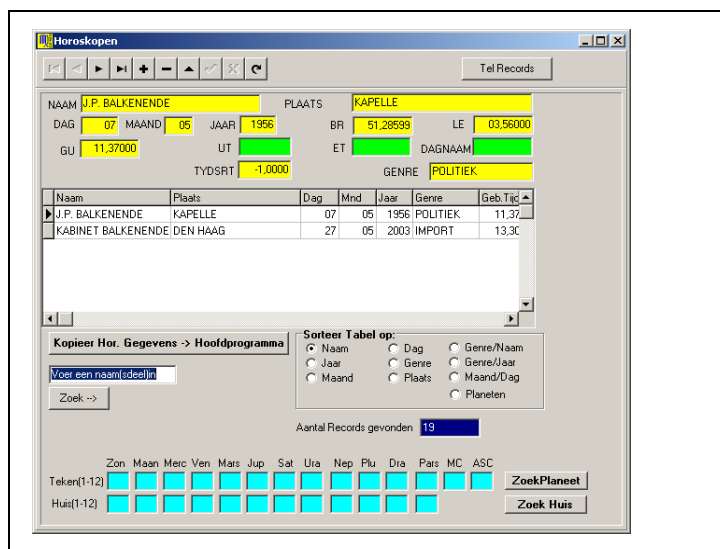 Horoskopen
Tel Records
NAAM J.P. BALKENENDE PLAATS KAPELLE
DAG 07 MAAND 05 JAAR 1956 BR 51,28599 LE 03,56000
GU 11,37000 UT ET DAGNAAM
TYDSRT -1,0000 GENRE POLITIEK
Naam Plaats Dag Mnd Jaar Genre Geb.Tijd
J.P. BALKENENDE KAPELLE 07 05 1956 POLITIEK 11,37
KABINET BALKENENDE DEN HAAG 27 05 2003 IMPORT 13,30
Kopieer Hor. Gegevens -> Hoofdprogramma
Sorteer Tabel op:
Naam Dag Genre/Naam
Jaar Genre Genre/Jaar
Maand Plaats Maand/Dag
Planeten
Voer een naam(sdeel)in
Zoek -->
Aantal Records gevonden 19
Zon Maan Merc Ven Mars Jup Sat Ura Nep Plu Dra Pars MC ASC
Teken(1-12) ZoekPlaneet
Huis(1-12) Zoek Huis